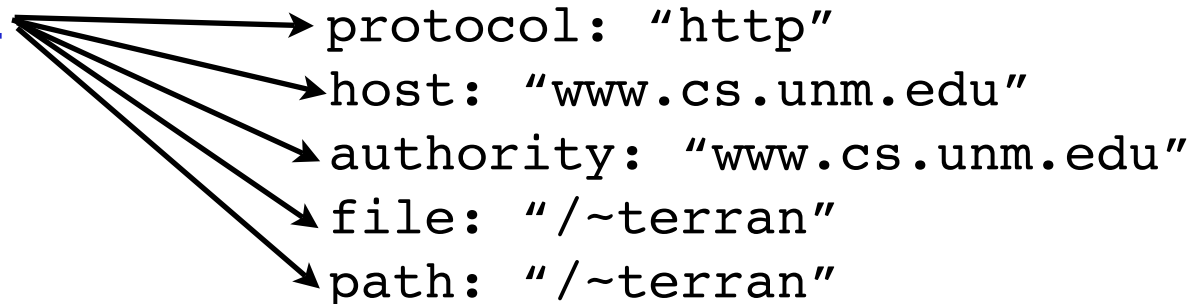 protocol: “http”
host: “www.cs.unm.edu”
authority: “www.cs.unm.edu”
file: “/~terran”
path: “/~terran”